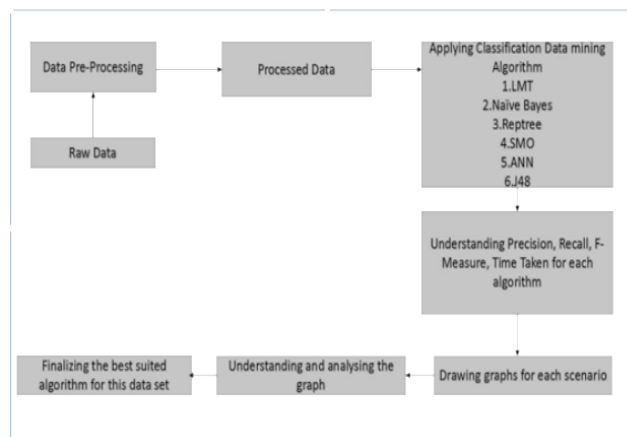 Raw Data
Data Pre-Processing
Processed Data
Applying Classification Data mining
Algorithm
1.LMT
2.Naïve Bayes
3.Reptree
4.SMO
5.ANN
6.J48
Understanding Precision, Recall, F-
Measure, Time Taken for each
algorithm
Drawing graphs for each scenario
Understanding and analysing the
graph
Finalizing the best suited
algorithm for this data set